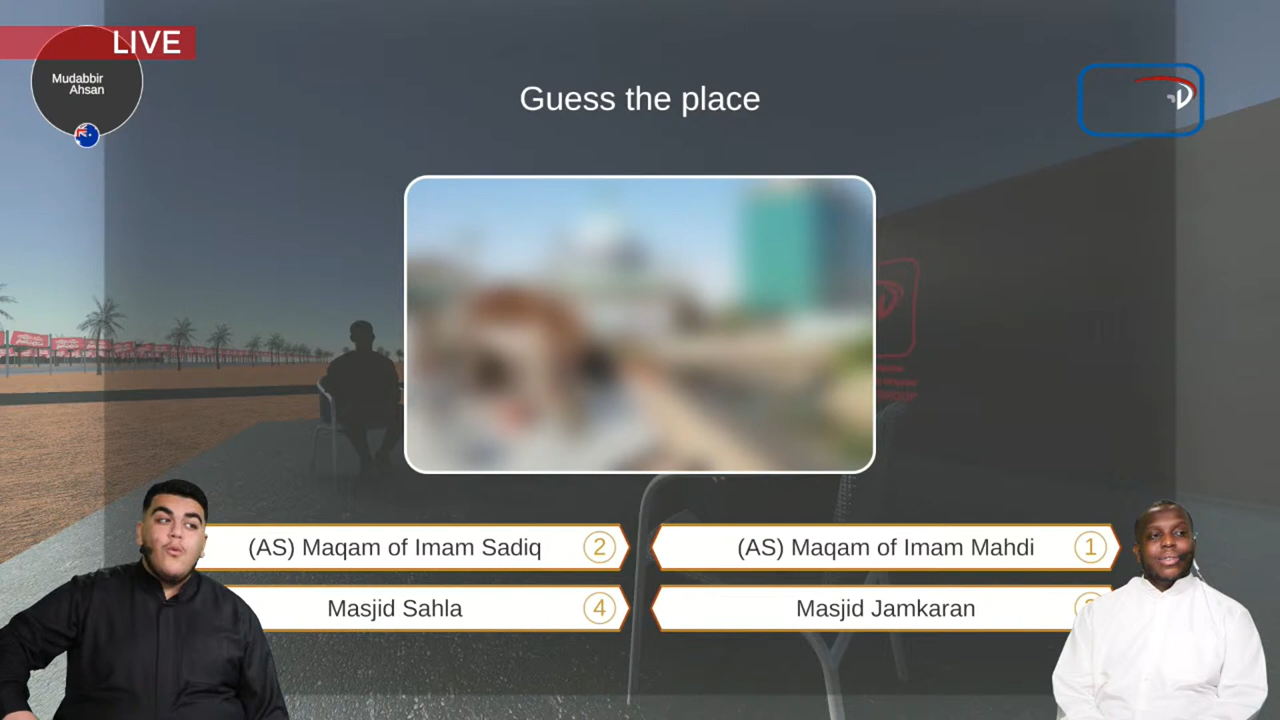 LIVE
Mudabbir
Ahsan
Guess the place
(AS) Maqam of Imam Sadiq 2
(AS) Maqam of Imam Mahdi 1
Masjid Sahla 4
Masjid Jamkaran